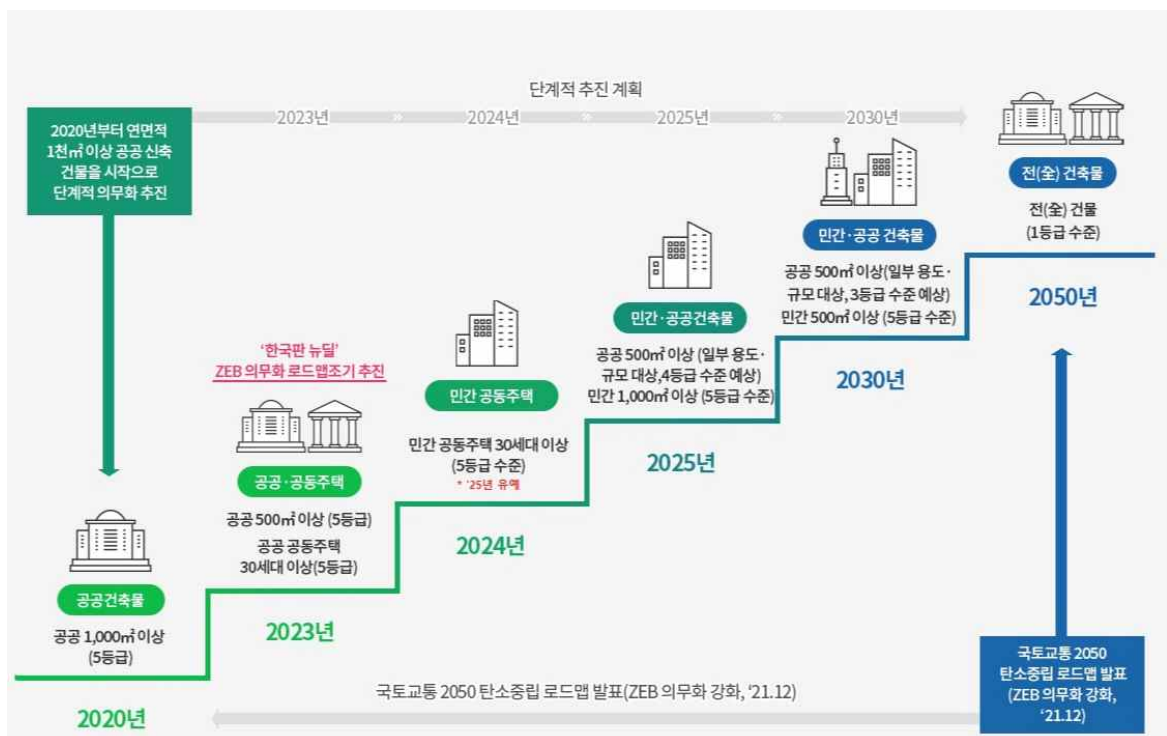 단계적 추진 계획
2023년 » 2024년 » 2025년 » 2030년
2020년부터 연면적
1천㎡ 이상 공공 신축
건물을 시작으로
단계적 의무화 추진
공공건축물
공공 1,000㎡ 이상
(5등급)
2020년
'한국판 뉴딜'
ZEB 의무화 로드맵조기 추진
공공·공동주택
공공 500㎡ 이상 (5등급)
공공 공동주택
30세대 이상(5등급)
2023년
민간 공동주택
민간 공동주택 30세대 이상
(5등급 수준)
* '25년 유예
2024년
민간·공공건축물
공공 500㎡ 이상 (일부 용도·
규모 대상,4등급 수준 예상)
민간 1,000㎡ 이상 (5등급 수준)
2025년
민간·공공 건축물
공공 500㎡ 이상(일부 용도·
규모 대상, 3등급 수준 예상)
민간 500㎡ 이상 (5등급 수준)
2030년
전(全) 건축물
전(全) 건물
(1등급 수준)
2050년
국토교통 2050
탄소중립 로드맵 발표
(ZEB 의무화 강화,
'21.12)
국토교통 2050 탄소중립 로드맵 발표(ZEB 의무화 강화, '21.12)